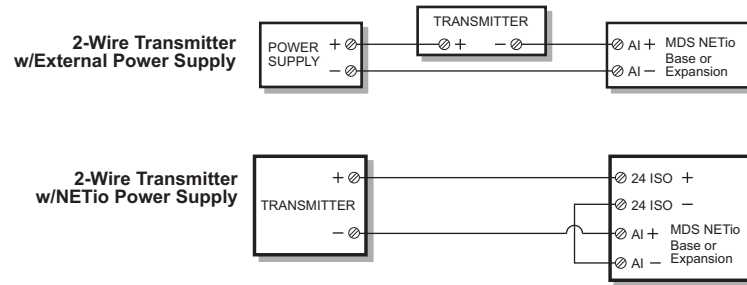 2-Wire Transmitter
w/External Power Supply
POWER
SUPPLY
+
−
TRANSMITTER
+ −
AI +
AI −
MDS NETio
Base or
Expansion
2-Wire Transmitter
w/NETio Power Supply
TRANSMITTER
+
−
24 ISO +
24 ISO −
AI +
AI −
MDS NETio
Base or
Expansion